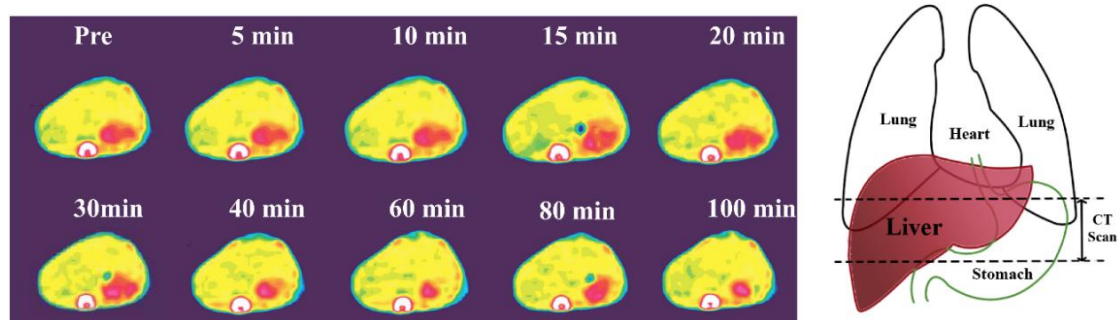 Pre
5 min
10 min
15 min
20 min
30min
40 min
60 min
80 min
100 min
Lung
Heart
Lung
Liver
Stomach
CT
Scan